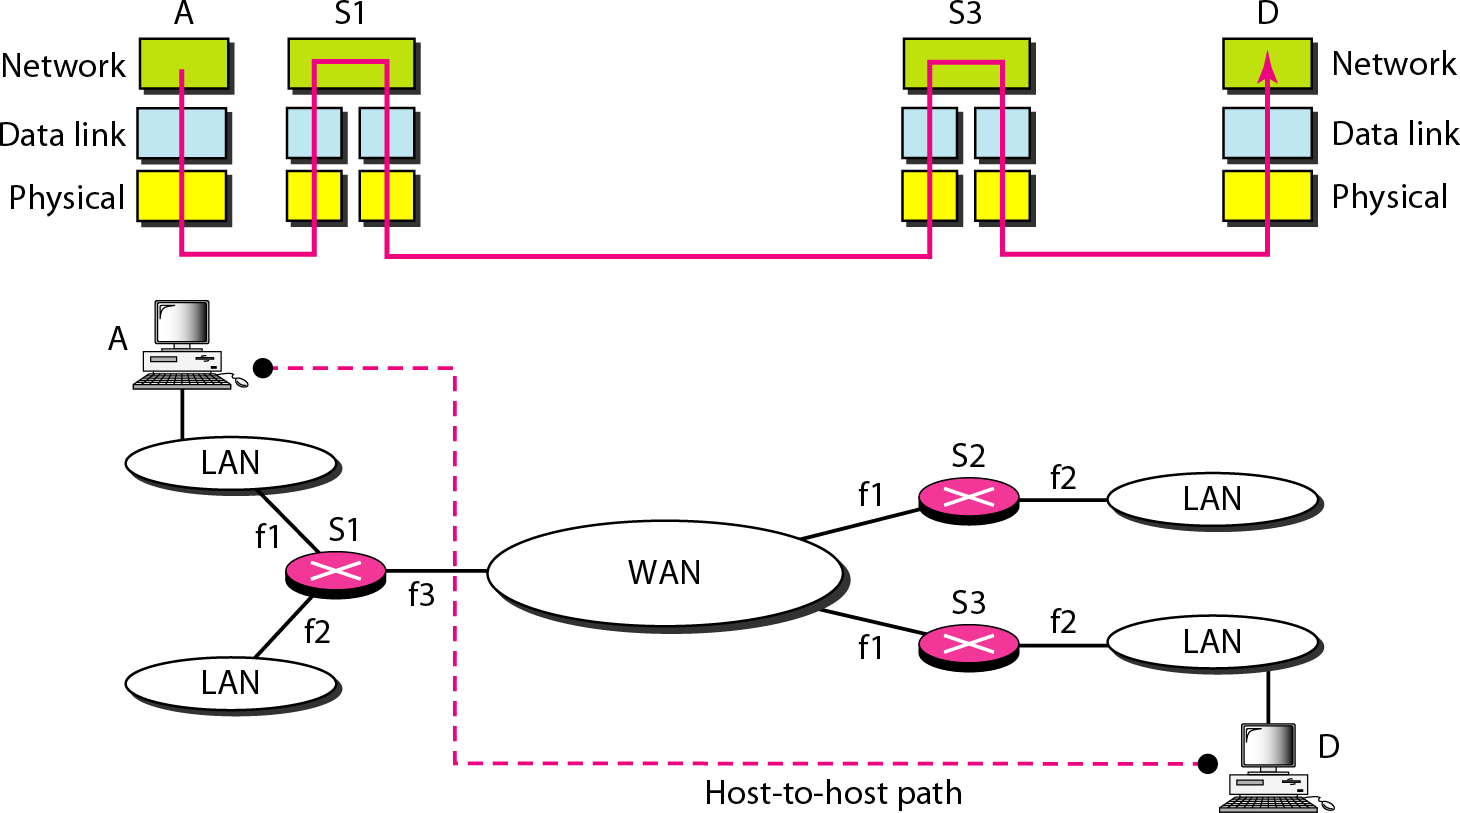 A S1 S3 D
Network Network
Data link Data link
Physical Physical
A
LAN
S2
f1 f2 LAN
f1 S1
WAN
f3
S3
f2 f1 f2 LAN
LAN
D
Host-to-host path